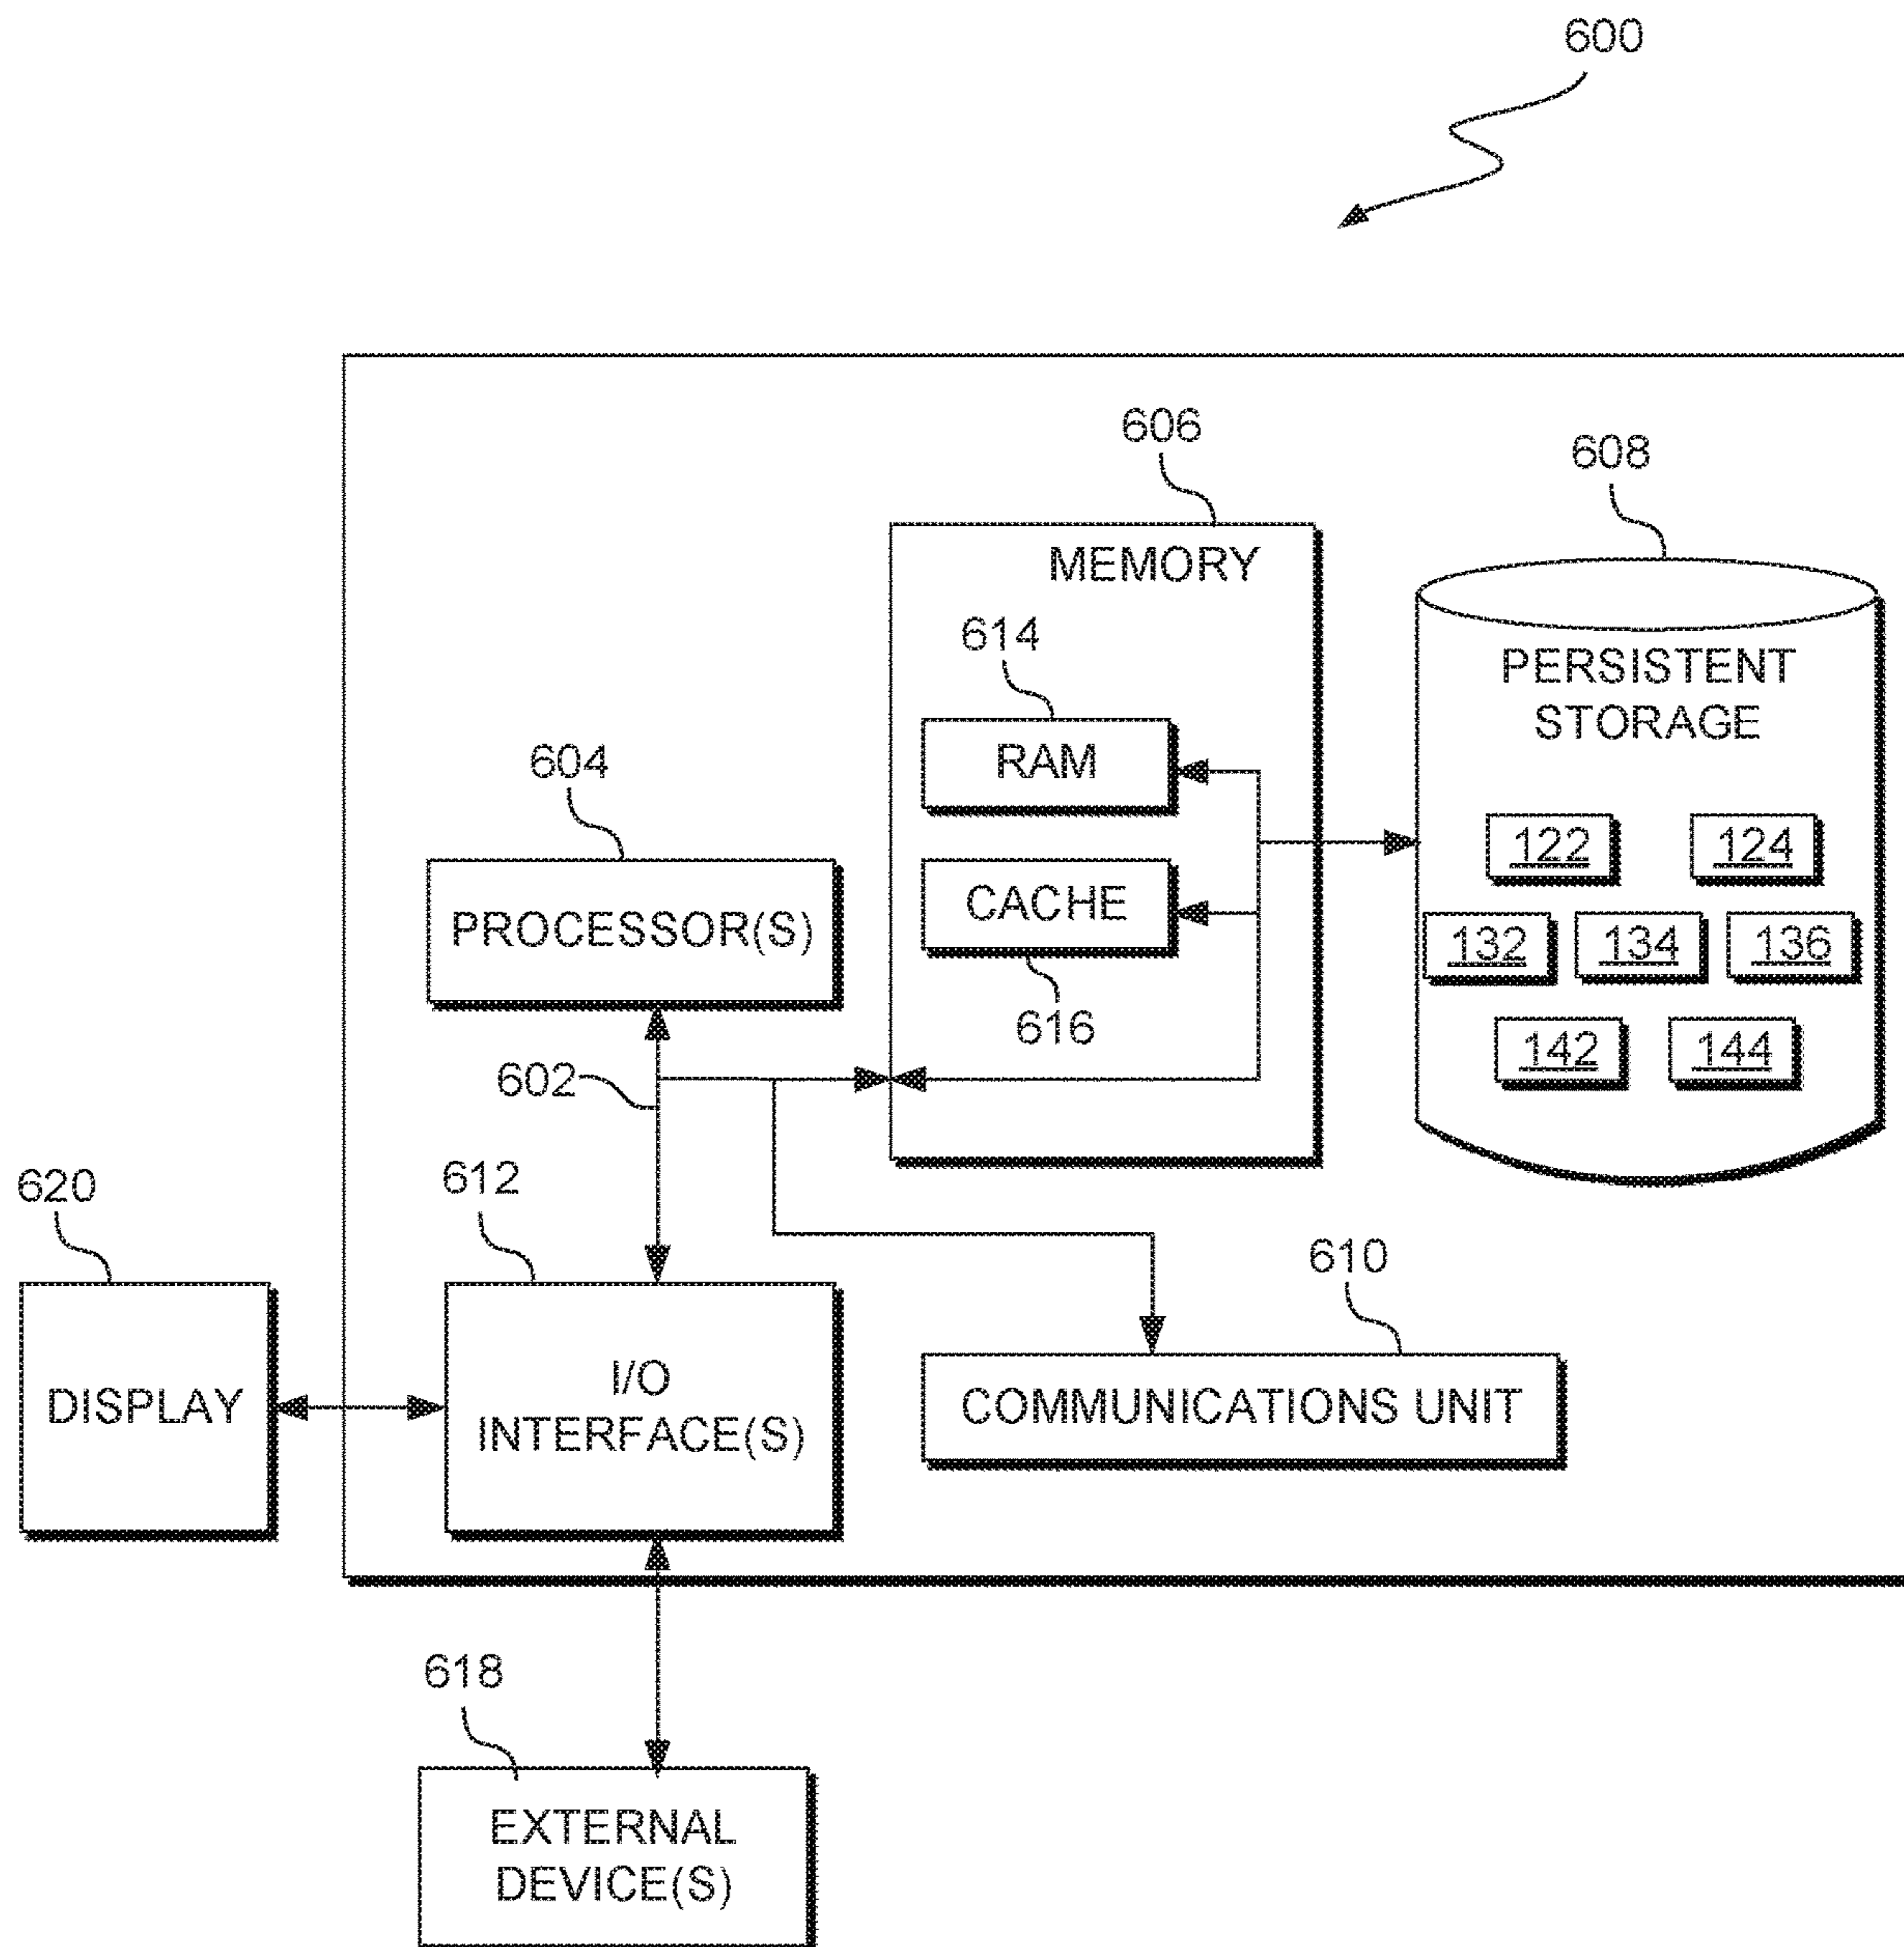 600
606
608
MEMORY
614
PERSISTENT
STORAGE
RAM
604
122
124
CACHE
PROCESSOR(S)
132
134
136
616
142
144
602
620
612
610
DISPLAY
I/O
INTERFACE(S)
COMMUNICATIONS UNIT
618
EXTERNAL
DEVICE(S)